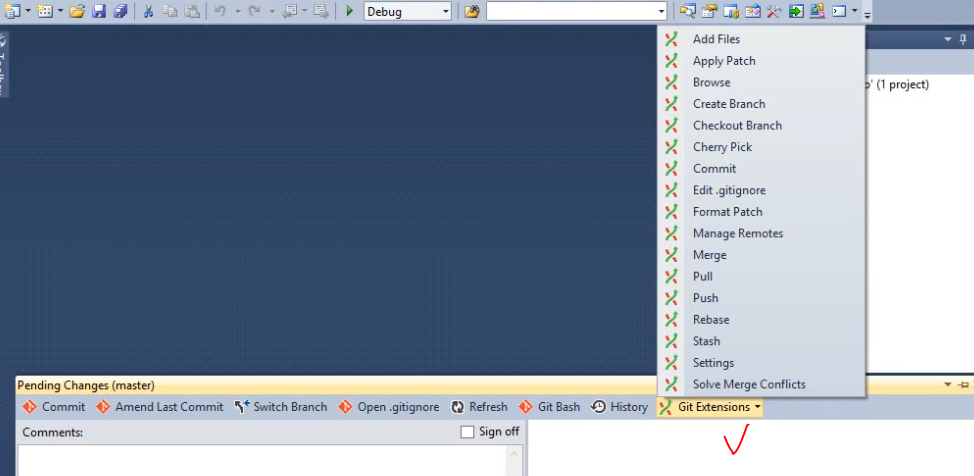 Debug
Add Files
Apply Patch
Browse
o' (1 project)
Create Branch
Checkout Branch
Cherry Pick
Commit
Edit .gitignore
Format Patch
Manage Remotes
Merge
Pull
Push
Rebase
Stash
Settings
Solve Merge Conflicts
Pending Changes (master)
Commit Amend Last Commit Switch Branch Open .gitignore Refresh Git Bash History Git Extensions
Comments: Sign off